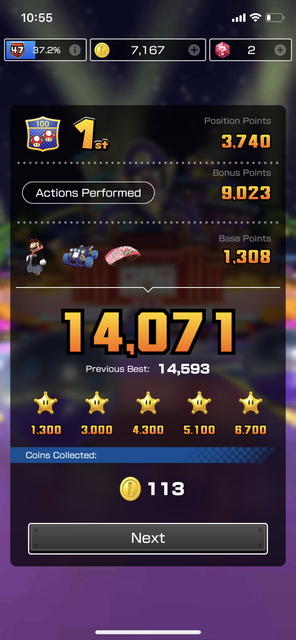 10:55
47 37.2% i 7,167 + 2 +
100 1st Position Points
3,740
Bonus Points
Actions Performed 9,023
Base Points
1,308
14,071
Previous Best: 14,593
1.300 3.000 4.300 5.100 6.700
Coins Collected:
113
Next